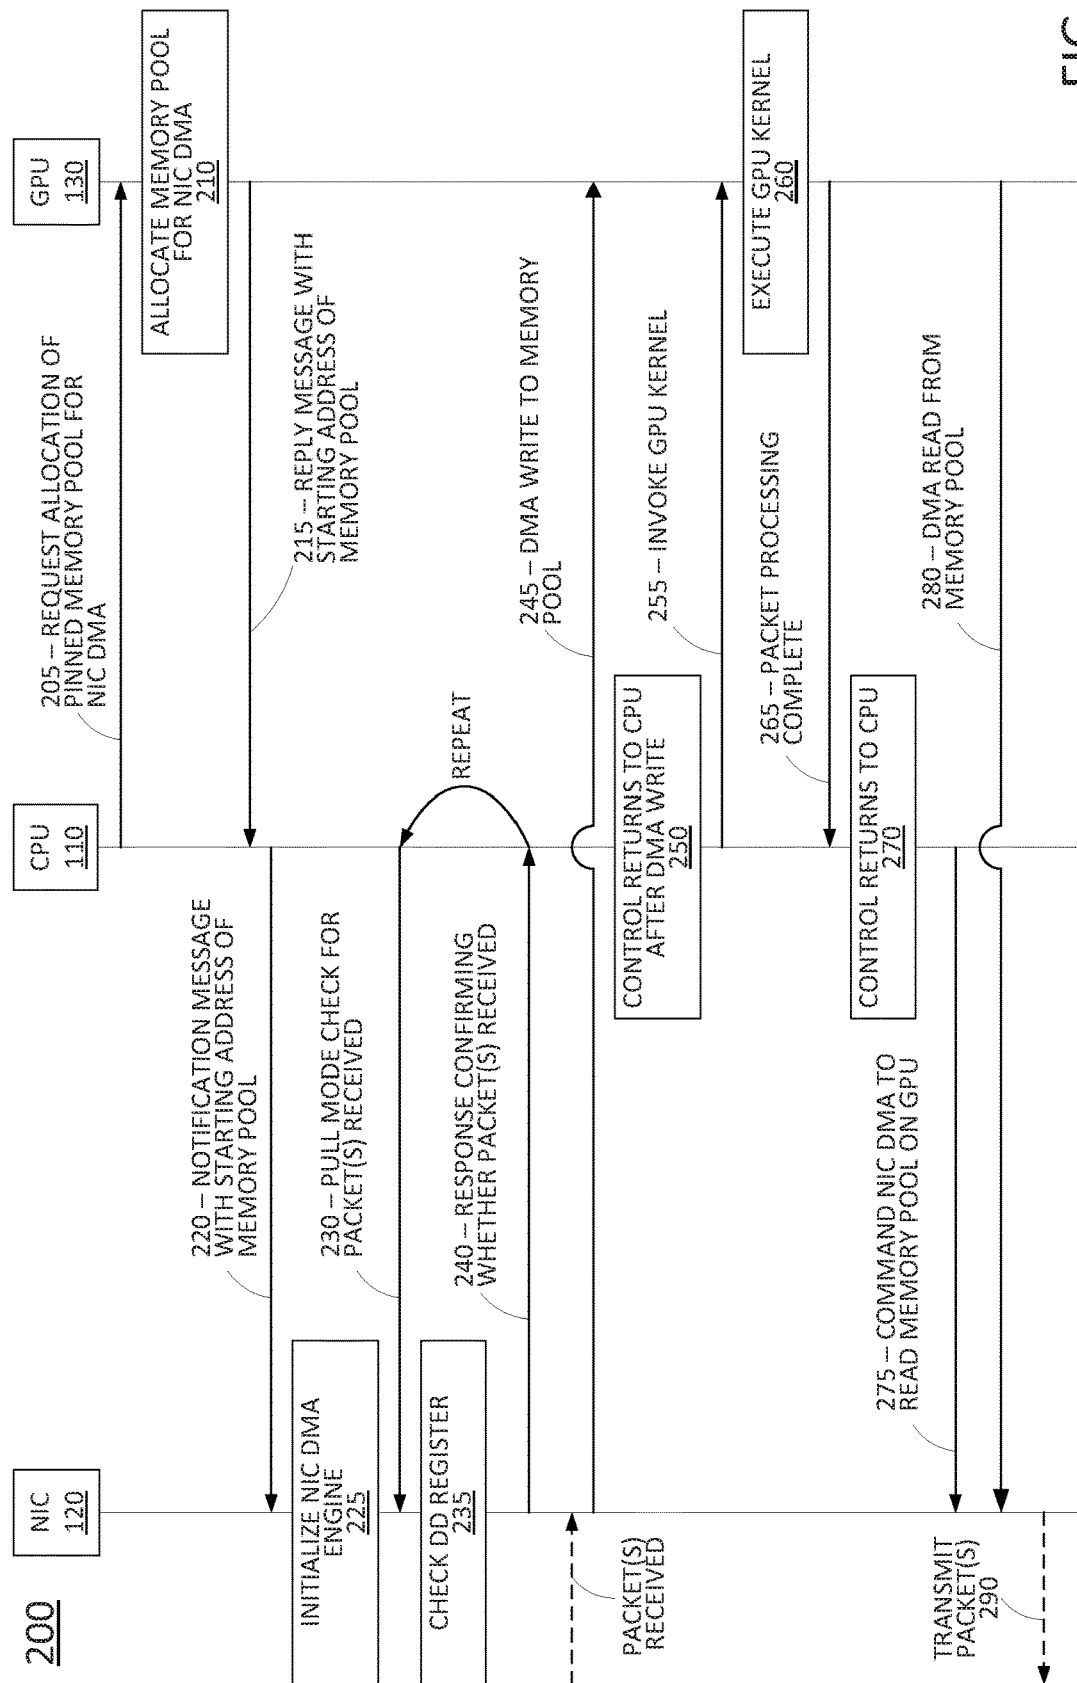 200
NIC
120
CPU
110
GPU
130
205 – REQUEST ALLOCATION OF
PINNED MEMORY POOL FOR
NIC DMA
ALLOCATE MEMORY POOL
FOR NIC DMA
210
215 – REPLY MESSAGE WITH
STARTING ADDRESS OF
MEMORY POOL
220 – NOTIFICATION MESSAGE
WITH STARTING ADDRESS OF
MEMORY POOL
INITIALIZE NIC DMA
ENGINE
225
230 – PULL MODE CHECK FOR
PACKET(S) RECEIVED
CHECK DD REGISTER
235
240 – RESPONSE CONFIRMING
WHETHER PACKET(S) RECEIVED
REPEAT
PACKET(S)
RECEIVED
245 – DMA WRITE TO MEMORY
POOL
CONTROL RETURNS TO CPU
AFTER DMA WRITE
250
255 – INVOKE GPU KERNEL
EXECUTE GPU KERNEL
260
265 – PACKET PROCESSING
COMPLETE
CONTROL RETURNS TO CPU
270
275 – COMMAND NIC DMA TO
READ MEMORY POOL ON GPU
280 – DMA READ FROM
MEMORY POOL
TRANSMIT
PACKET(S)
290